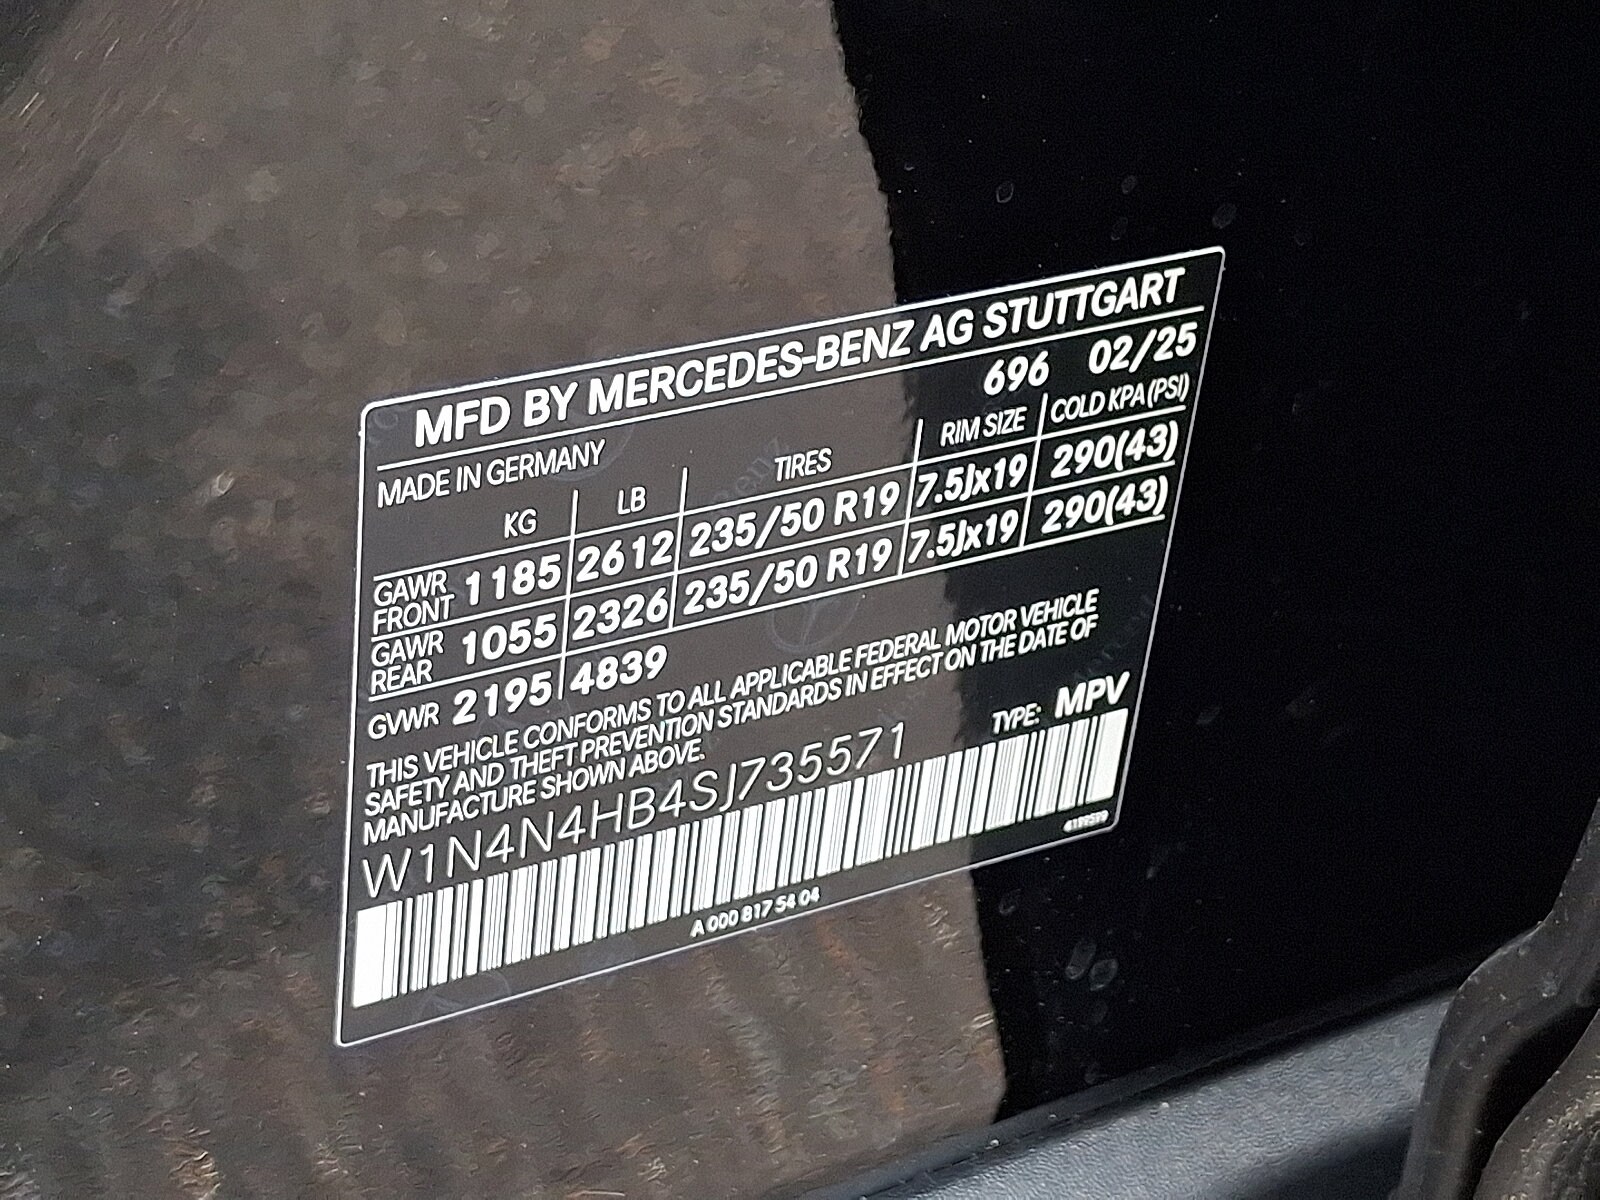 MFD BY MERCEDES-BENZ AG STUTTGART
696 02/25
MADE IN GERMANY
KG LB TIRES RIM SIZE COLD KPA(PSI)
GAWR FRONT 1185 2612 235/50 R19 7.5Jx19 290(43)
GAWR REAR 1055 2326 235/50 R19 7.5Jx19 290(43)
GVWR 2195 4839
THIS VEHICLE CONFORMS TO ALL APPLICABLE FEDERAL MOTOR VEHICLE
SAFETY AND THEFT PREVENTION STANDARDS IN EFFECT ON THE DATE OF
MANUFACTURE SHOWN ABOVE.
TYPE: MPV
W1N4N4HB4SJ735571
A 000 817 54 04